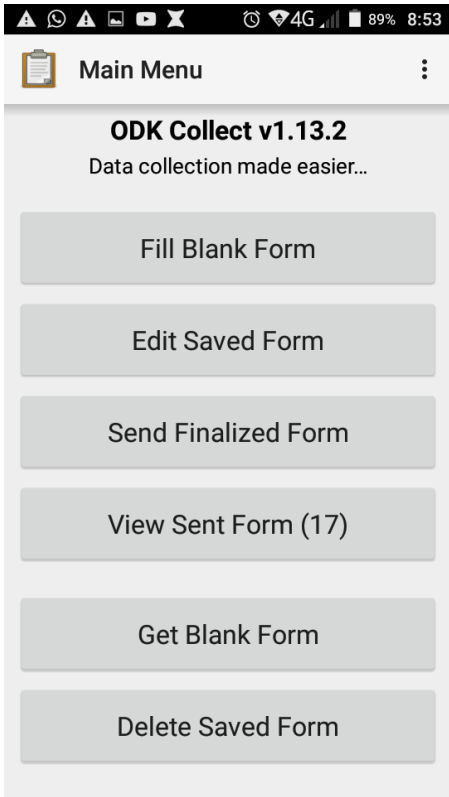 4G 89% 8:53
Main Menu
ODK Collect v1.13.2
Data collection made easier...
Fill Blank Form
Edit Saved Form
Send Finalized Form
View Sent Form (17)
Get Blank Form
Delete Saved Form